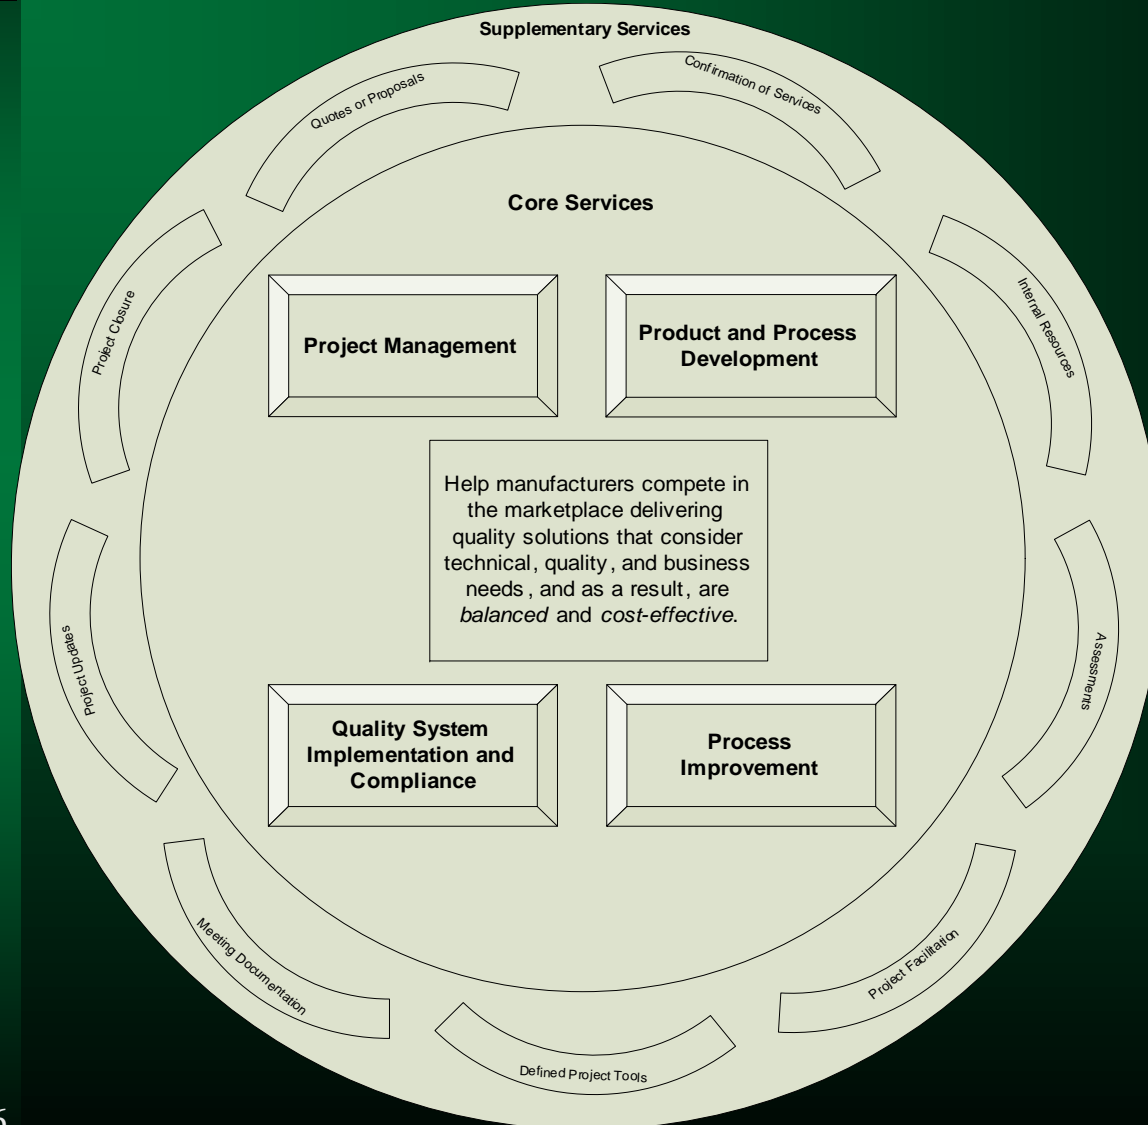 Supplementary Services
Quotes or Proposals
Confirmation of Services
Core Services
Project Closure
Internal Resources
Project Management
Product and Process
Development
Help manufacturers compete in
the marketplace delivering
quality solutions that consider
technical, quality, and business
needs, and as a result, are
balanced and cost-effective.
Project Updates
Assessments
Quality System
Implementation and
Compliance
Process
Improvement
Meeting Documentation
Project Facilitation
Defined Project Tools